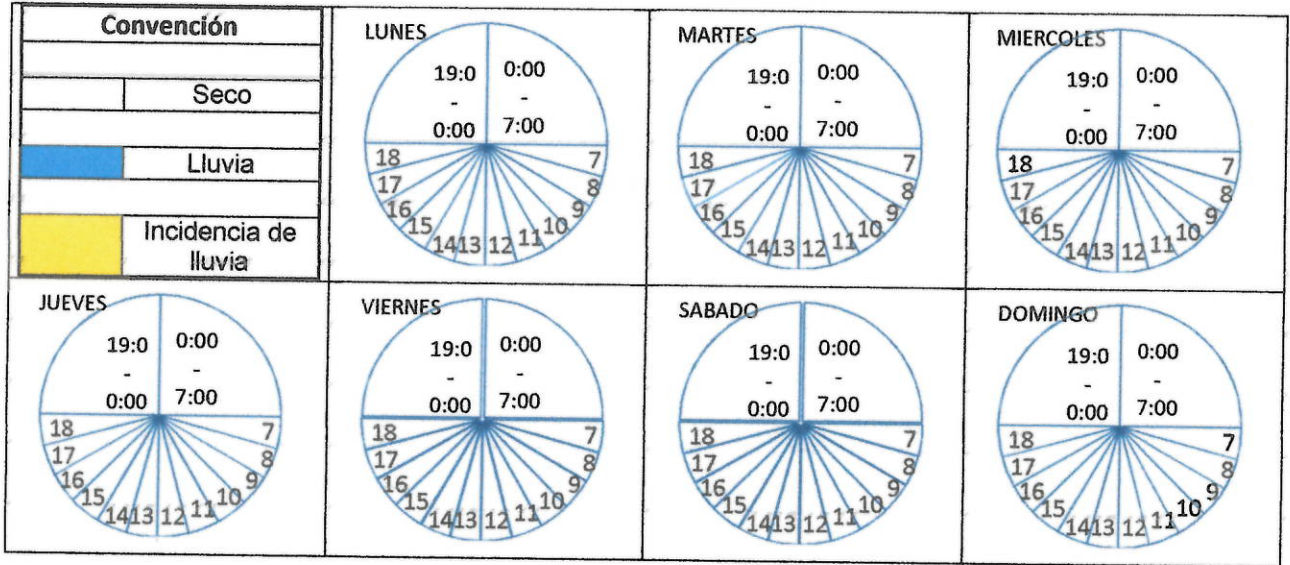 Convención
Seco
Lluvia
Incidencia de
lluvia
LUNES
19:0 0:00
- -
0:00 7:00
18 7
17 8
16 9
15 10
14 13 12 11
MARTES
19:0 0:00
- -
0:00 7:00
18 7
17 8
16 9
15 10
14 13 12 11
MIERCOLES
19:0 0:00
- -
0:00 7:00
18 7
17 8
16 9
15 10
14 13 12 11
JUEVES
19:0 0:00
- -
0:00 7:00
18 7
17 8
16 9
15 10
14 13 12 11
VIERNES
19:0 0:00
- -
0:00 7:00
18 7
17 8
16 9
15 10
14 13 12 11
SABADO
19:0 0:00
- -
0:00 7:00
18 7
17 8
16 9
15 10
14 13 12 11
DOMINGO
19:0 0:00
- -
0:00 7:00
18 7
17 8
16 9
15 10
14 13 12 11